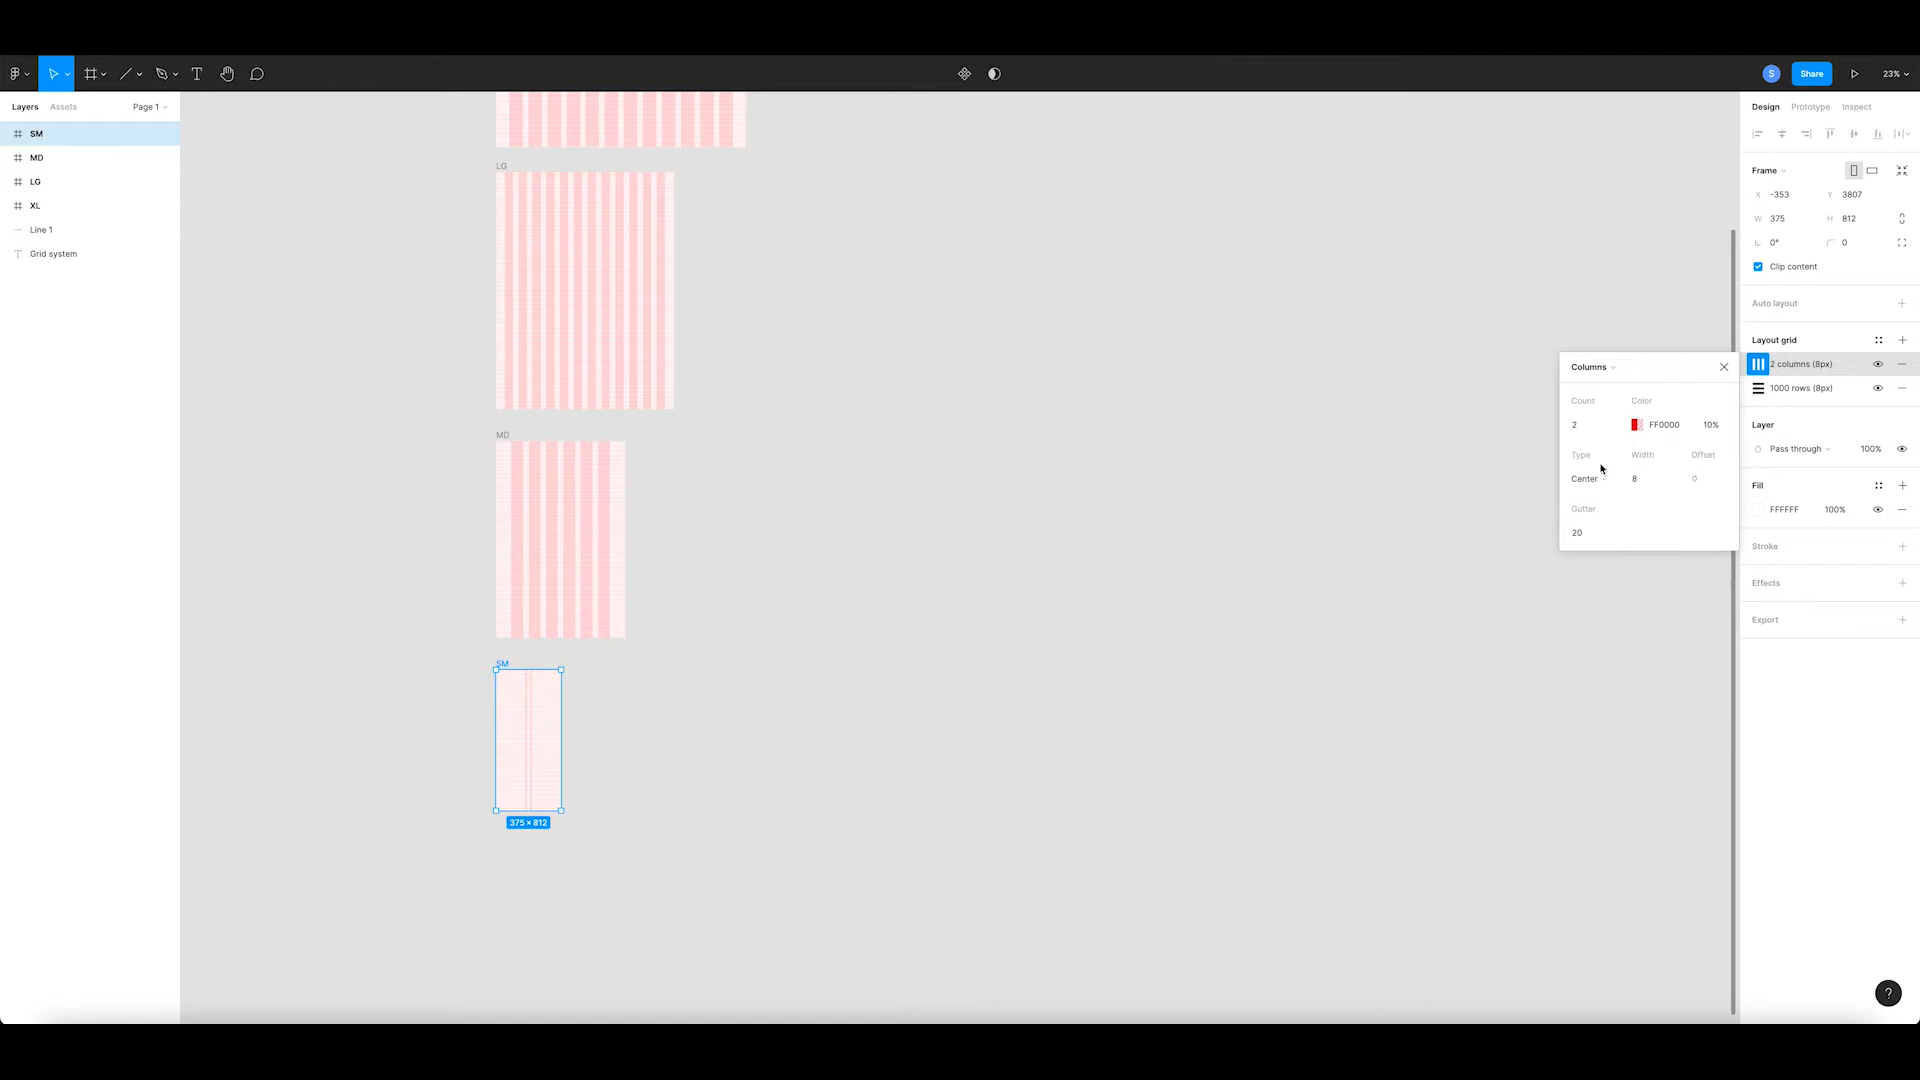 S
Share
23%
Layers
Assets
Page 1
Design
Prototype
Inspect
SM
MD
LG
XL
Line 1
Grid system
LG
MD
SM
375 × 812
Columns
Count
Color
2
FF0000
10%
Type
Width
Offset
Center
8
0
Gutter
20
Frame
X
-353
Y
3807
W
375
H
812
0°
0
Clip content
Auto layout
Layout grid
2 columns (8px)
1000 rows (8px)
Layer
Pass through
100%
Fill
FFFFFF
100%
Stroke
Effects
Export
?